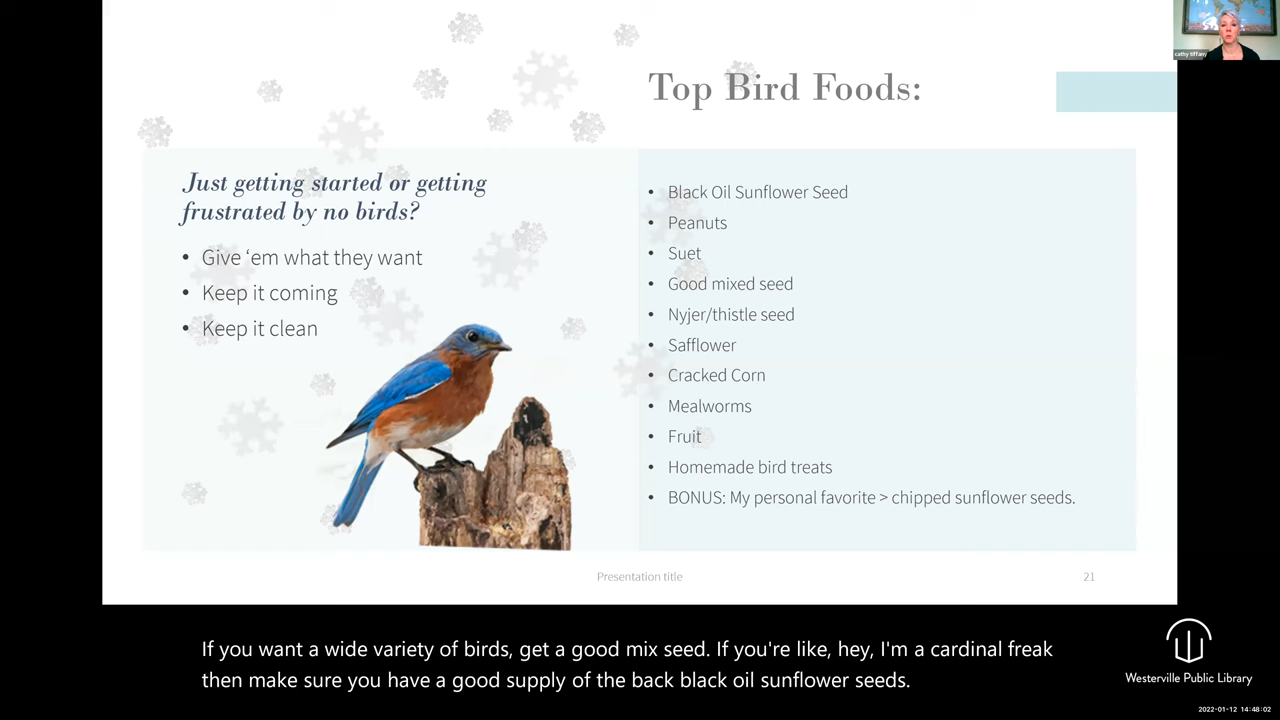 cathy tiffany
Top Bird Foods:
Just getting started or getting
frustrated by no birds?
• Give ‘em what they want
• Keep it coming
• Keep it clean
• Black Oil Sunflower Seed
• Peanuts
• Suet
• Good mixed seed
• Nyjer/thistle seed
• Safflower
• Cracked Corn
• Mealworms
• Fruit
• Homemade bird treats
• BONUS: My personal favorite > chipped sunflower seeds.
Presentation title
21
If you want a wide variety of birds, get a good mix seed. If you're like, hey, I'm a cardinal freak
then make sure you have a good supply of the back black oil sunflower seeds.
Westerville Public Library
2022-01-12 14:48:02